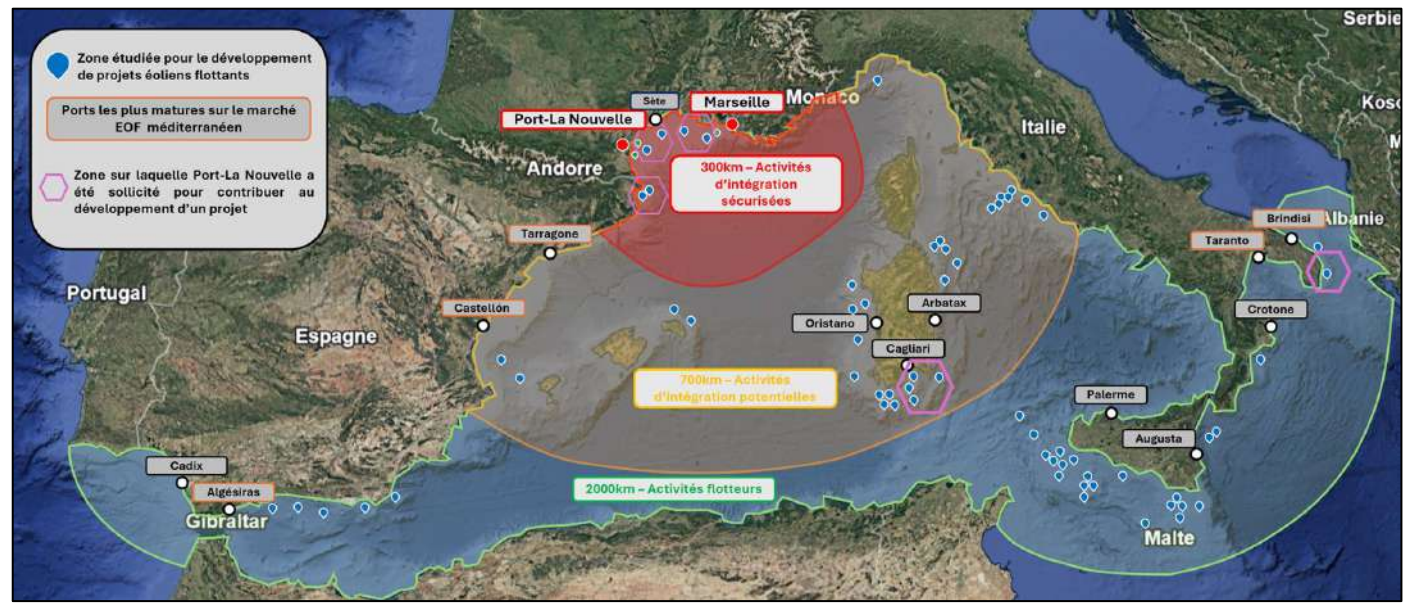 Zone étudiée pour le développement
de projets éoliens flottants
Ports les plus matures sur le marché
EOF méditerranéen
Zone sur laquelle Port-La Nouvelle a
été sollicité pour contribuer au
développement d'un projet
Serbie
Koso
M
Monaco
Sète
Marseille
Port-La Nouvelle
Italie
Andorre
300km – Activités
d'intégration
sécurisées
Tarragone
Brindisi
Albanie
Taranto
Portugal
Castellón
Espagne
Oristano
Arbatax
Crotone
Cagliari
700km – Activités
d'intégration potentielles
Palerme
Augusta
Cadix
Algésiras
2000km – Activités flotteurs
Gibraltar
Malte